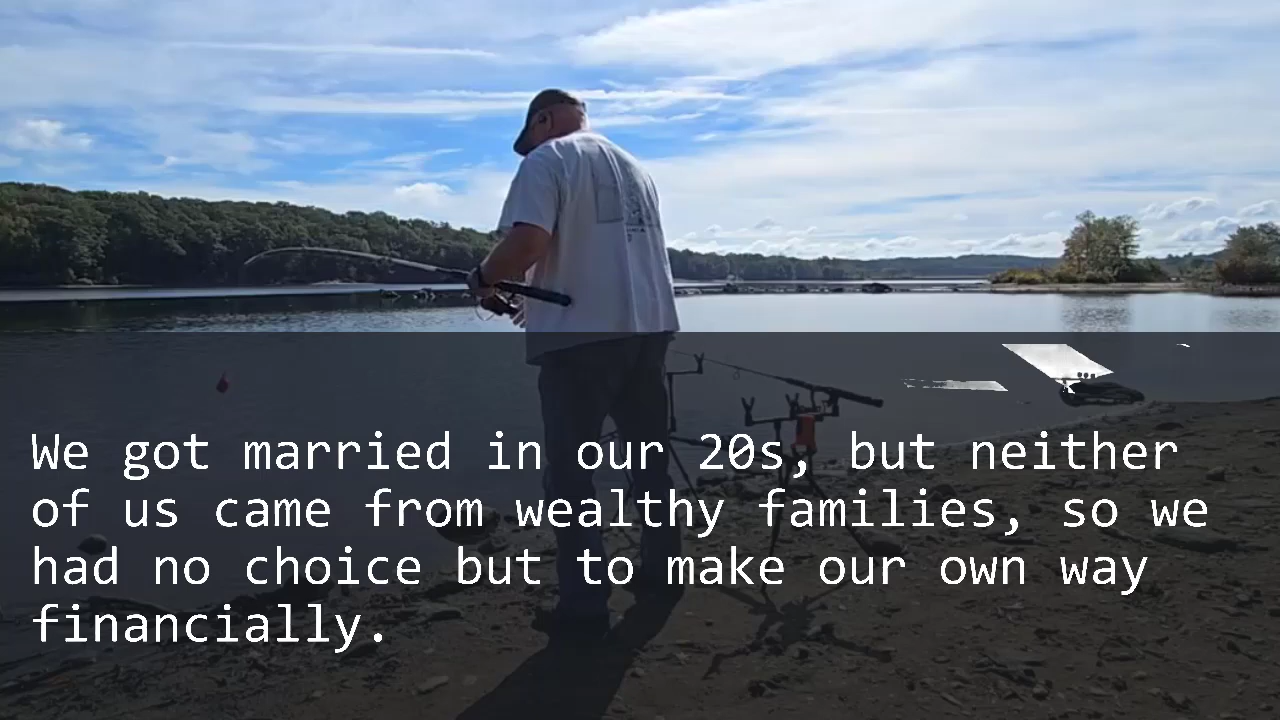 We got married in our 20s, but neither
of us came from wealthy families, so we
had no choice but to make our own way
financially.